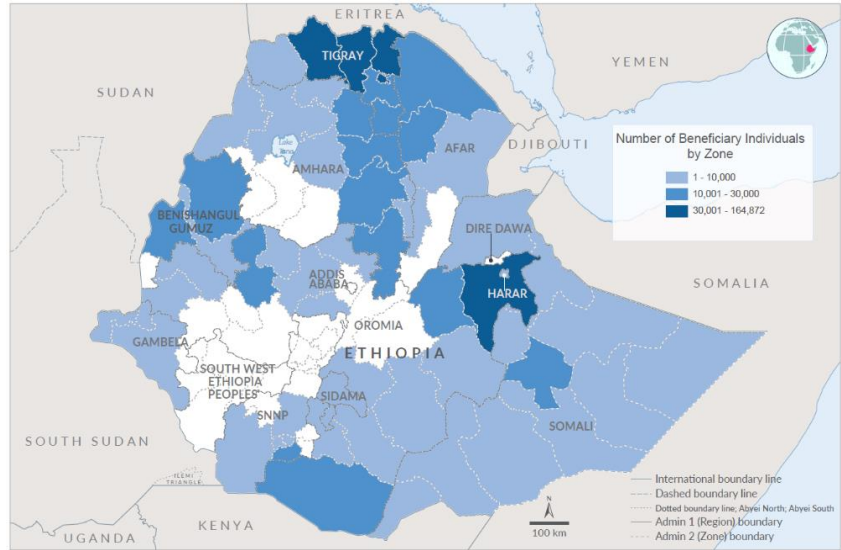 ERITREA
TIGRAY
YEMEN
SUDAN
Number of Beneficiary Individuals
by Zone
1 - 10,000
10,001 - 30,000
30,001 - 164,872
Lake
Tana
AMHARA
AFAR
DJIBOUTI
BENISHANGUL
GUMUZ
DIRE DAWA
ADDIS
ABABA
HARAR
SOMALIA
OROMIA
GAMBELA
ETHIOPIA
SOUTH WEST
ETHIOPIA
PEOPLES
SIDAMA
SNNP
SOMALI
SOUTH SUDAN
ILEMI
TRIANGLE
UGANDA
KENYA
N
100 km
International boundary line
Dashed boundary line
Dotted boundary line; Abyei North; Abyei South
Admin 1 (Region) boundary
Admin 2 (Zone) boundary